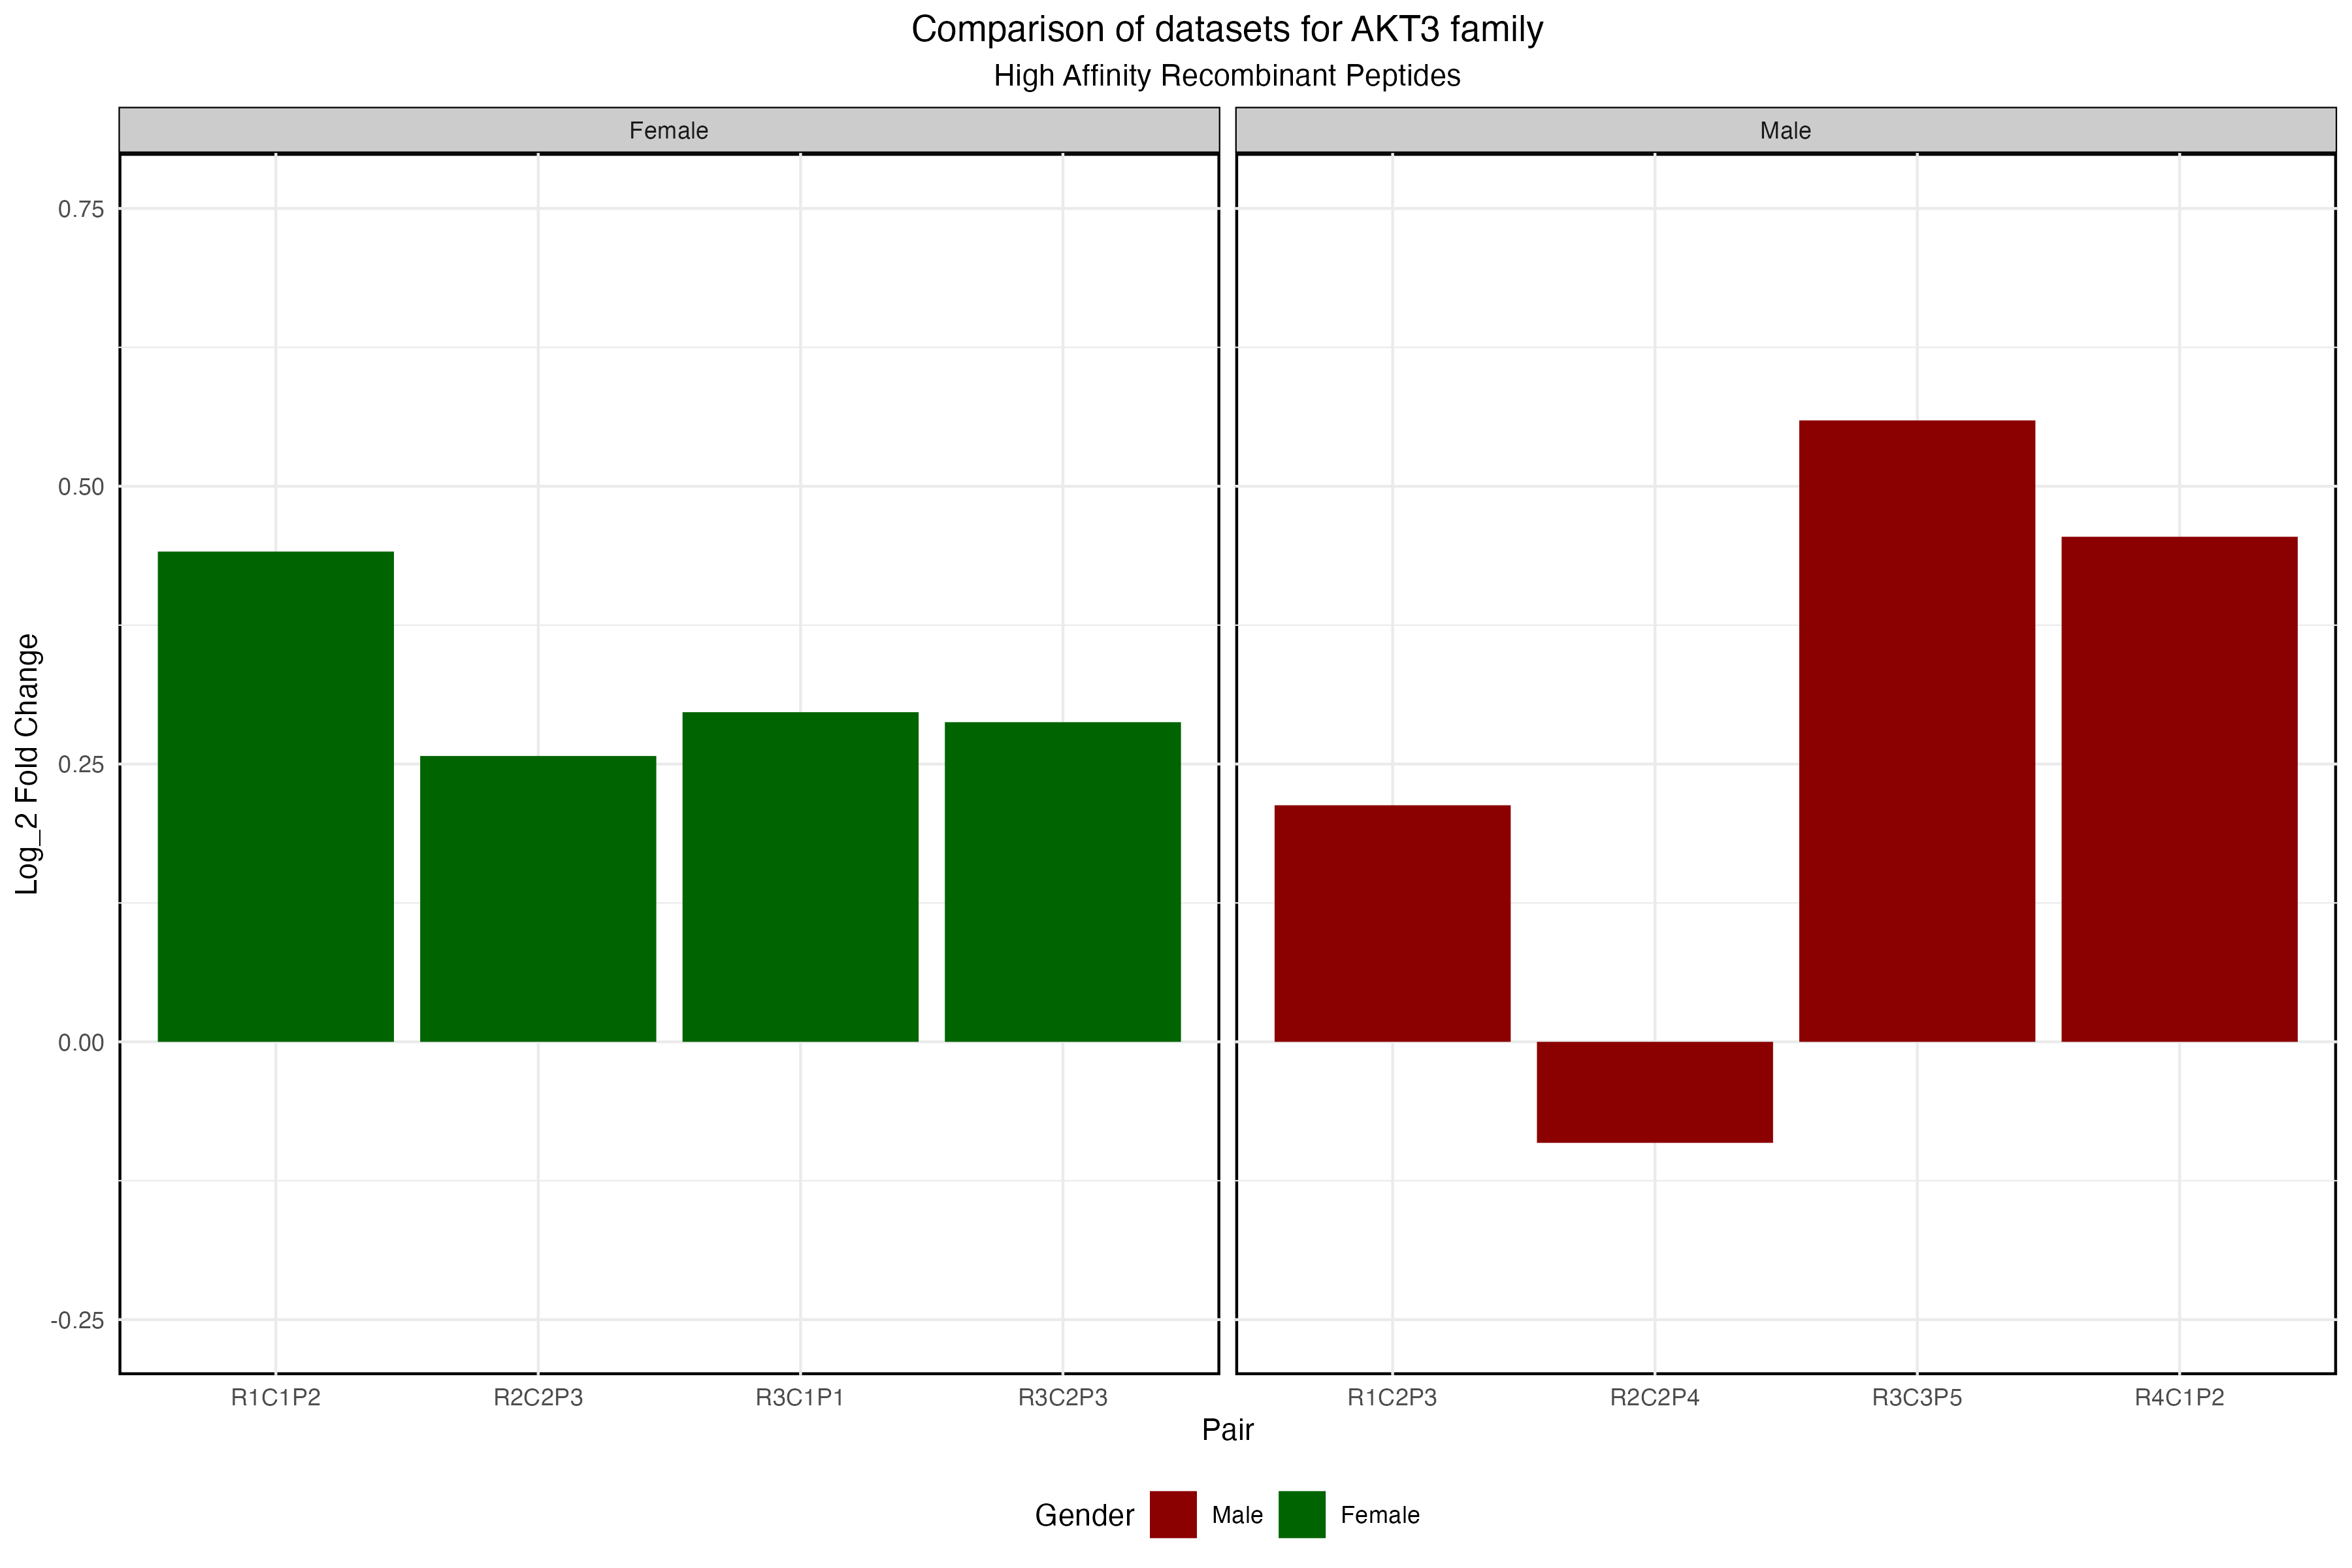 Comparison of datasets for AKT3 family
High Affinity Recombinant Peptides
Female
Male
0.75
0.50
0.25
0.00
-0.25
Log_2 Fold Change
R1C1P2 R2C2P3 R3C1P1 R3C2P3 R1C2P3 R2C2P4 R3C3P5 R4C1P2
Pair
Gender Male Female